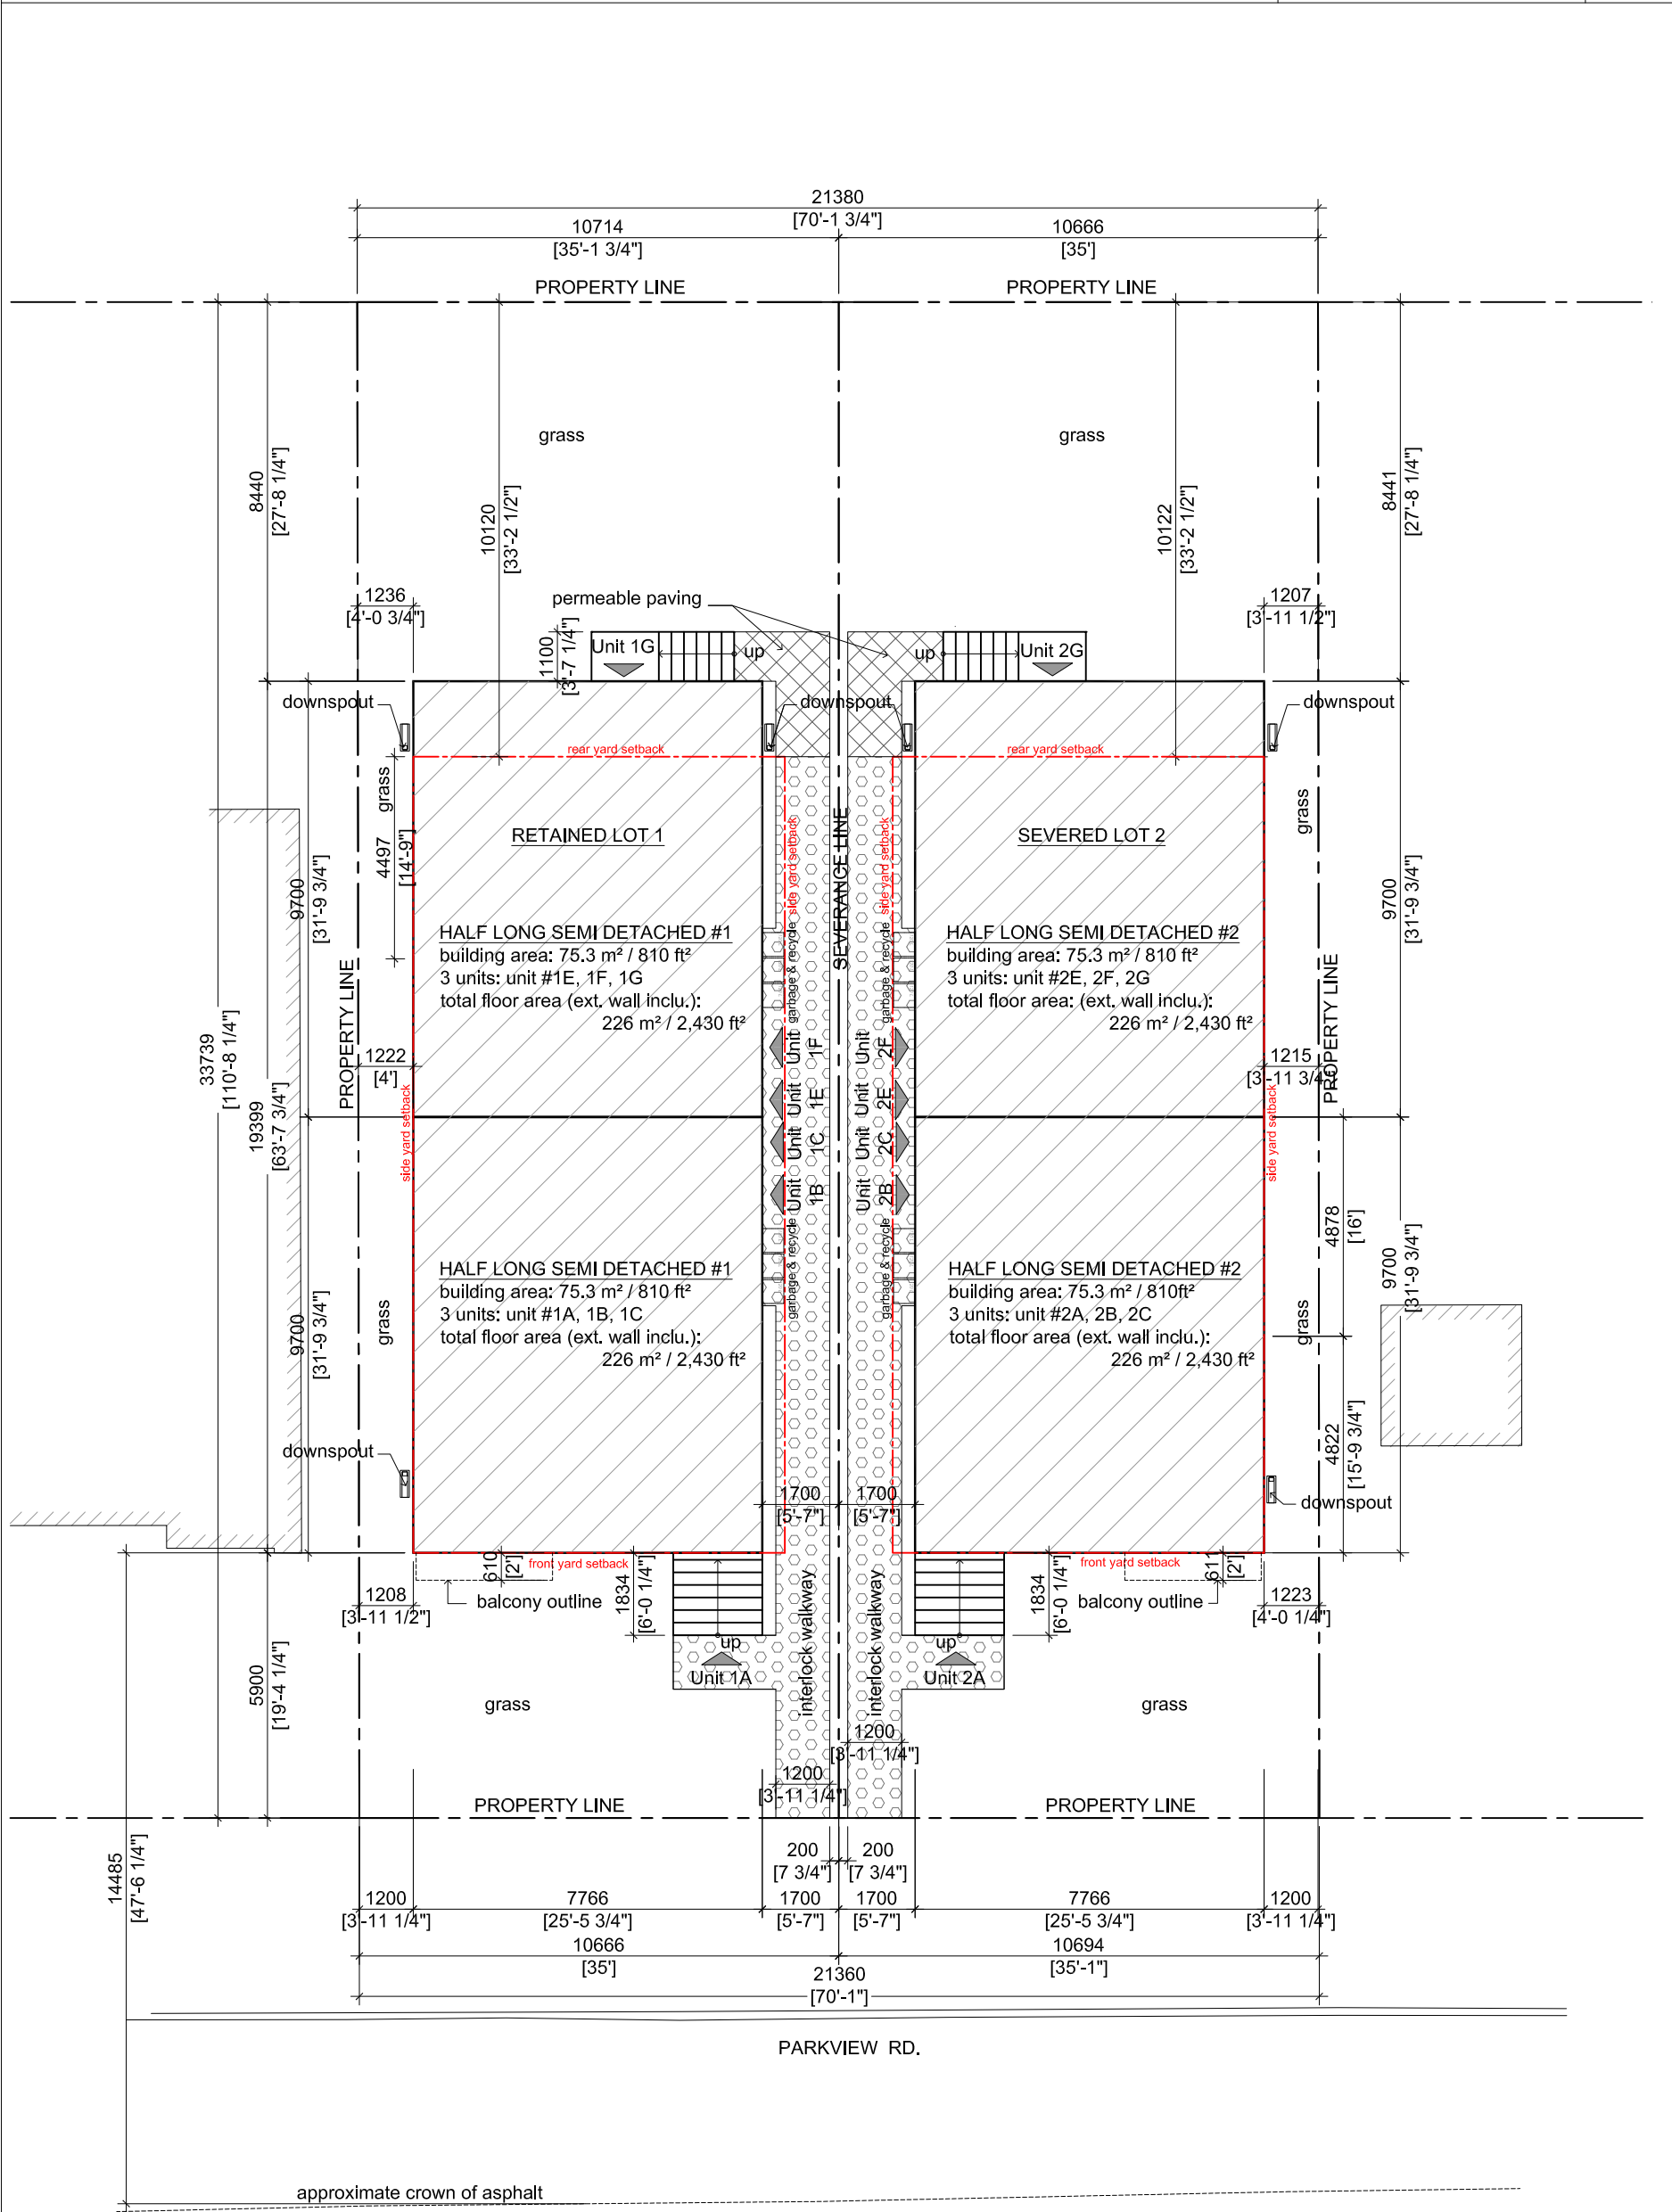 21380
[70'-1 3/4"]
10714
[35'-1 3/4"]
10666
[35']
PROPERTY LINE
PROPERTY LINE
grass
grass
8440
[27'-8 1/4"]
10120
[33'-2 1/2"]
10122
[33'-2 1/2"]
8441
[27'-8 1/4"]
1236
[4'-0 3/4"]
permeable paving
1207
[3'-11 1/2"]
1100
[3'-7 1/4"]
Unit 1G
up
up
Unit 2G
downspout
downspout
downspout
rear yard setback
rear yard setback
grass
grass
4497
[14'-9"]
RETAINED LOT 1
SEVERED LOT 2
side yard setback
SEVERANCE LINE
side yard setback
9700
[31'-9 3/4"]
9700
[31'-9 3/4"]
HALF LONG SEMI DETACHED #1
building area: 75.3 m² / 810 ft²
3 units: unit #1E, 1F, 1G
total floor area (ext. wall inclu.):
226 m² / 2,430 ft²
HALF LONG SEMI DETACHED #2
building area: 75.3 m² / 810 ft²
3 units: unit #2E, 2F, 2G
total floor area: (ext. wall inclu.):
226 m² / 2,430 ft²
garbage & recycle
garbage & recycle
PROPERTY LINE
PROPERTY LINE
33739
[110'-8 1/4"]
19399
[63'-7 3/4"]
1222
[4']
1215
[3'-11 3/4"]
side yard setback
side yard setback
Unit
1F
Unit
2F
Unit
1E
Unit
2E
Unit
1C
Unit
2C
Unit
1B
Unit
2B
garbage & recycle
garbage & recycle
4878
[16']
9700
[31'-9 3/4"]
HALF LONG SEMI DETACHED #1
building area: 75.3 m² / 810 ft²
3 units: unit #1A, 1B, 1C
total floor area (ext. wall inclu.):
226 m² / 2,430 ft²
HALF LONG SEMI DETACHED #2
building area: 75.3 m² / 810ft²
3 units: unit #2A, 2B, 2C
total floor area (ext. wall inclu.):
226 m² / 2,430 ft²
grass
grass
9700
[31'-9 3/4"]
4822
[15'-9 3/4"]
downspout
downspout
1700
[5'-7"]
1700
[5'-7"]
front yard setback
front yard setback
610
[2']
611
[2']
balcony outline
balcony outline
1834
[6'-0 1/4"]
1834
[6'-0 1/4"]
1208
[3'-11 1/2"]
1223
[4'-0 1/4"]
interlock walkway
interlock walkway
up
Unit 1A
up
Unit 2A
grass
grass
5900
[19'-4 1/4"]
1200
[3'-11 1/4"]
1200
[3'-11 1/4"]
PROPERTY LINE
PROPERTY LINE
14485
[47'-6 1/4"]
200
[7 3/4"]
200
[7 3/4"]
1200
[3'-11 1/4"]
7766
[25'-5 3/4"]
1700
[5'-7"]
1700
[5'-7"]
7766
[25'-5 3/4"]
1200
[3'-11 1/4"]
10666
[35']
10694
[35'-1"]
21360
[70'-1"]
PARKVIEW RD.
approximate crown of asphalt